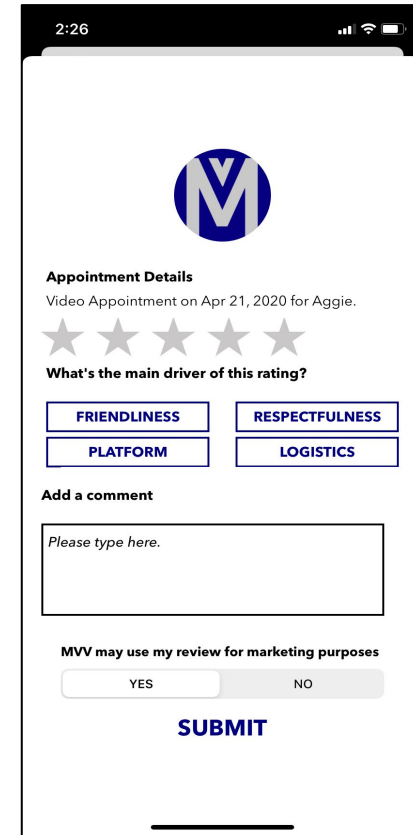 2:26
MV
Appointment Details
Video Appointment on Apr 21, 2020 for Aggie.
What's the main driver of this rating?
FRIENDLINESS RESPECTFULNESS
PLATFORM LOGISTICS
Add a comment
Please type here.
MVV may use my review for marketing purposes
YES NO
SUBMIT